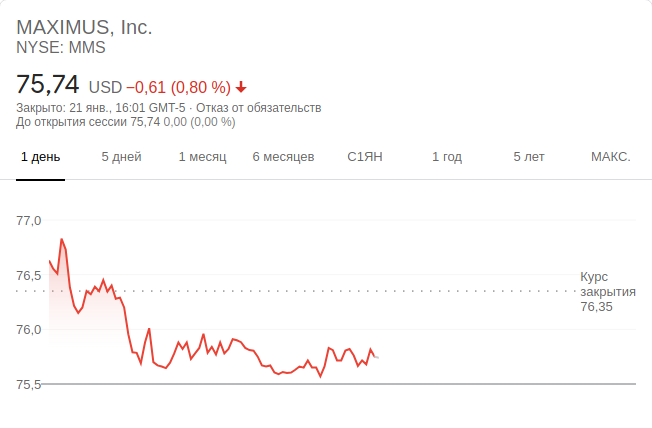 MAXIMUS, Inc.
NYSE: MMS
75,74 USD −0,61 (0,80 %)
Закрыто: 21 янв., 16:01 GMT-5 · Отказ от обязательств
До открытия сессии 75,74 0,00 (0,00 %)
1 день 5 дней 1 месяц 6 месяцев С1ЯН 1 год 5 лет МАКС.
77,0
76,5
Курс
закрытия
76,35
76,0
75,5